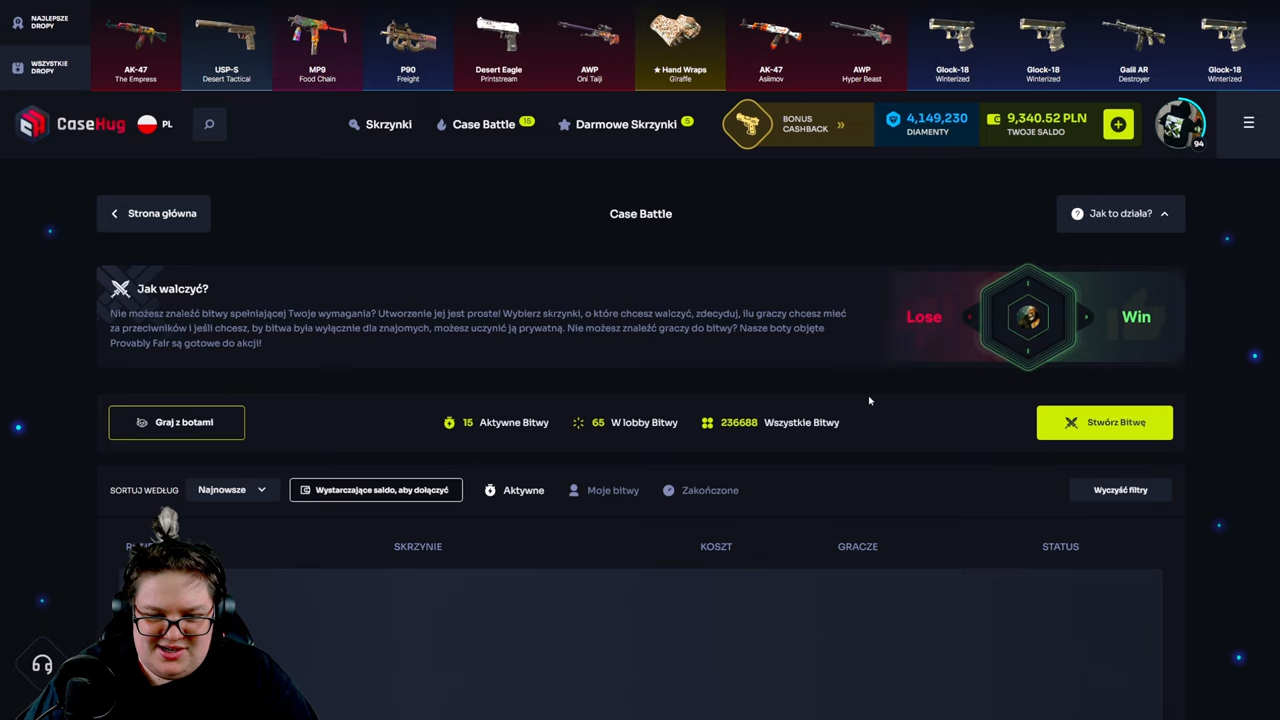 NAJLEPSZE
DROPY
WSZYSTKIE
DROPY
AK-47
The Empress
USP-S
Desert Tactical
MP9
Food Chain
P90
Freight
Desert Eagle
Printstream
AWP
Oni Taiji
★ Hand Wraps
Giraffe
AK-47
Asiimov
AWP
Hyper Beast
Glock-18
Winterized
Glock-18
Winterized
Galil AR
Destroyer
Glock-18
Winterized
CaseHug
PL
Skrzynki
Case Battle 15
Darmowe Skrzynki 5
BONUS
CASHBACK
4,149,230
DIAMENTY
9,340.52 PLN
TWOJE SALDO
94
Strona główna
Case Battle
Jak to działa?
Jak walczyć?
Nie możesz znaleźć bitwy spełniającej Twoje wymagania? Utworzenie jej jest proste! Wybierz skrzynki, o które chcesz walczyć, zdecyduj, ilu graczy chcesz mieć
za przeciwników i jeśli chcesz, by bitwa była wyłącznie dla znajomych, możesz uczynić ją prywatną. Nie możesz znaleźć graczy do bitwy? Nasze boty objęte
Provably Fair są gotowe do akcji!
Lose
Win
Graj z botami
15 Aktywne Bitwy
65 W lobby Bitwy
236688 Wszystkie Bitwy
Stwórz Bitwę
SORTUJ WEDŁUG
Najnowsze
Wystarczające saldo, aby dołączyć
Aktywne
Moje bitwy
Zakończone
Wyczyść filtry
SKRZYNIE
KOSZT
GRACZE
STATUS